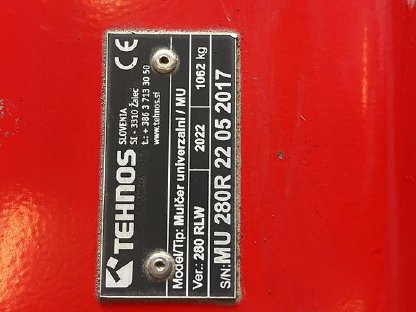 TEHNOS
SLOVENIA
SI - 3310 Žalec
t.: + 386 3 713 30 50
www.tehnos.si
CE
Model/Tip: Mulčer univerzalni / MU
Ver.: 280 RLW 2022 1062 kg
S/N: MU 280R 22 05 2017